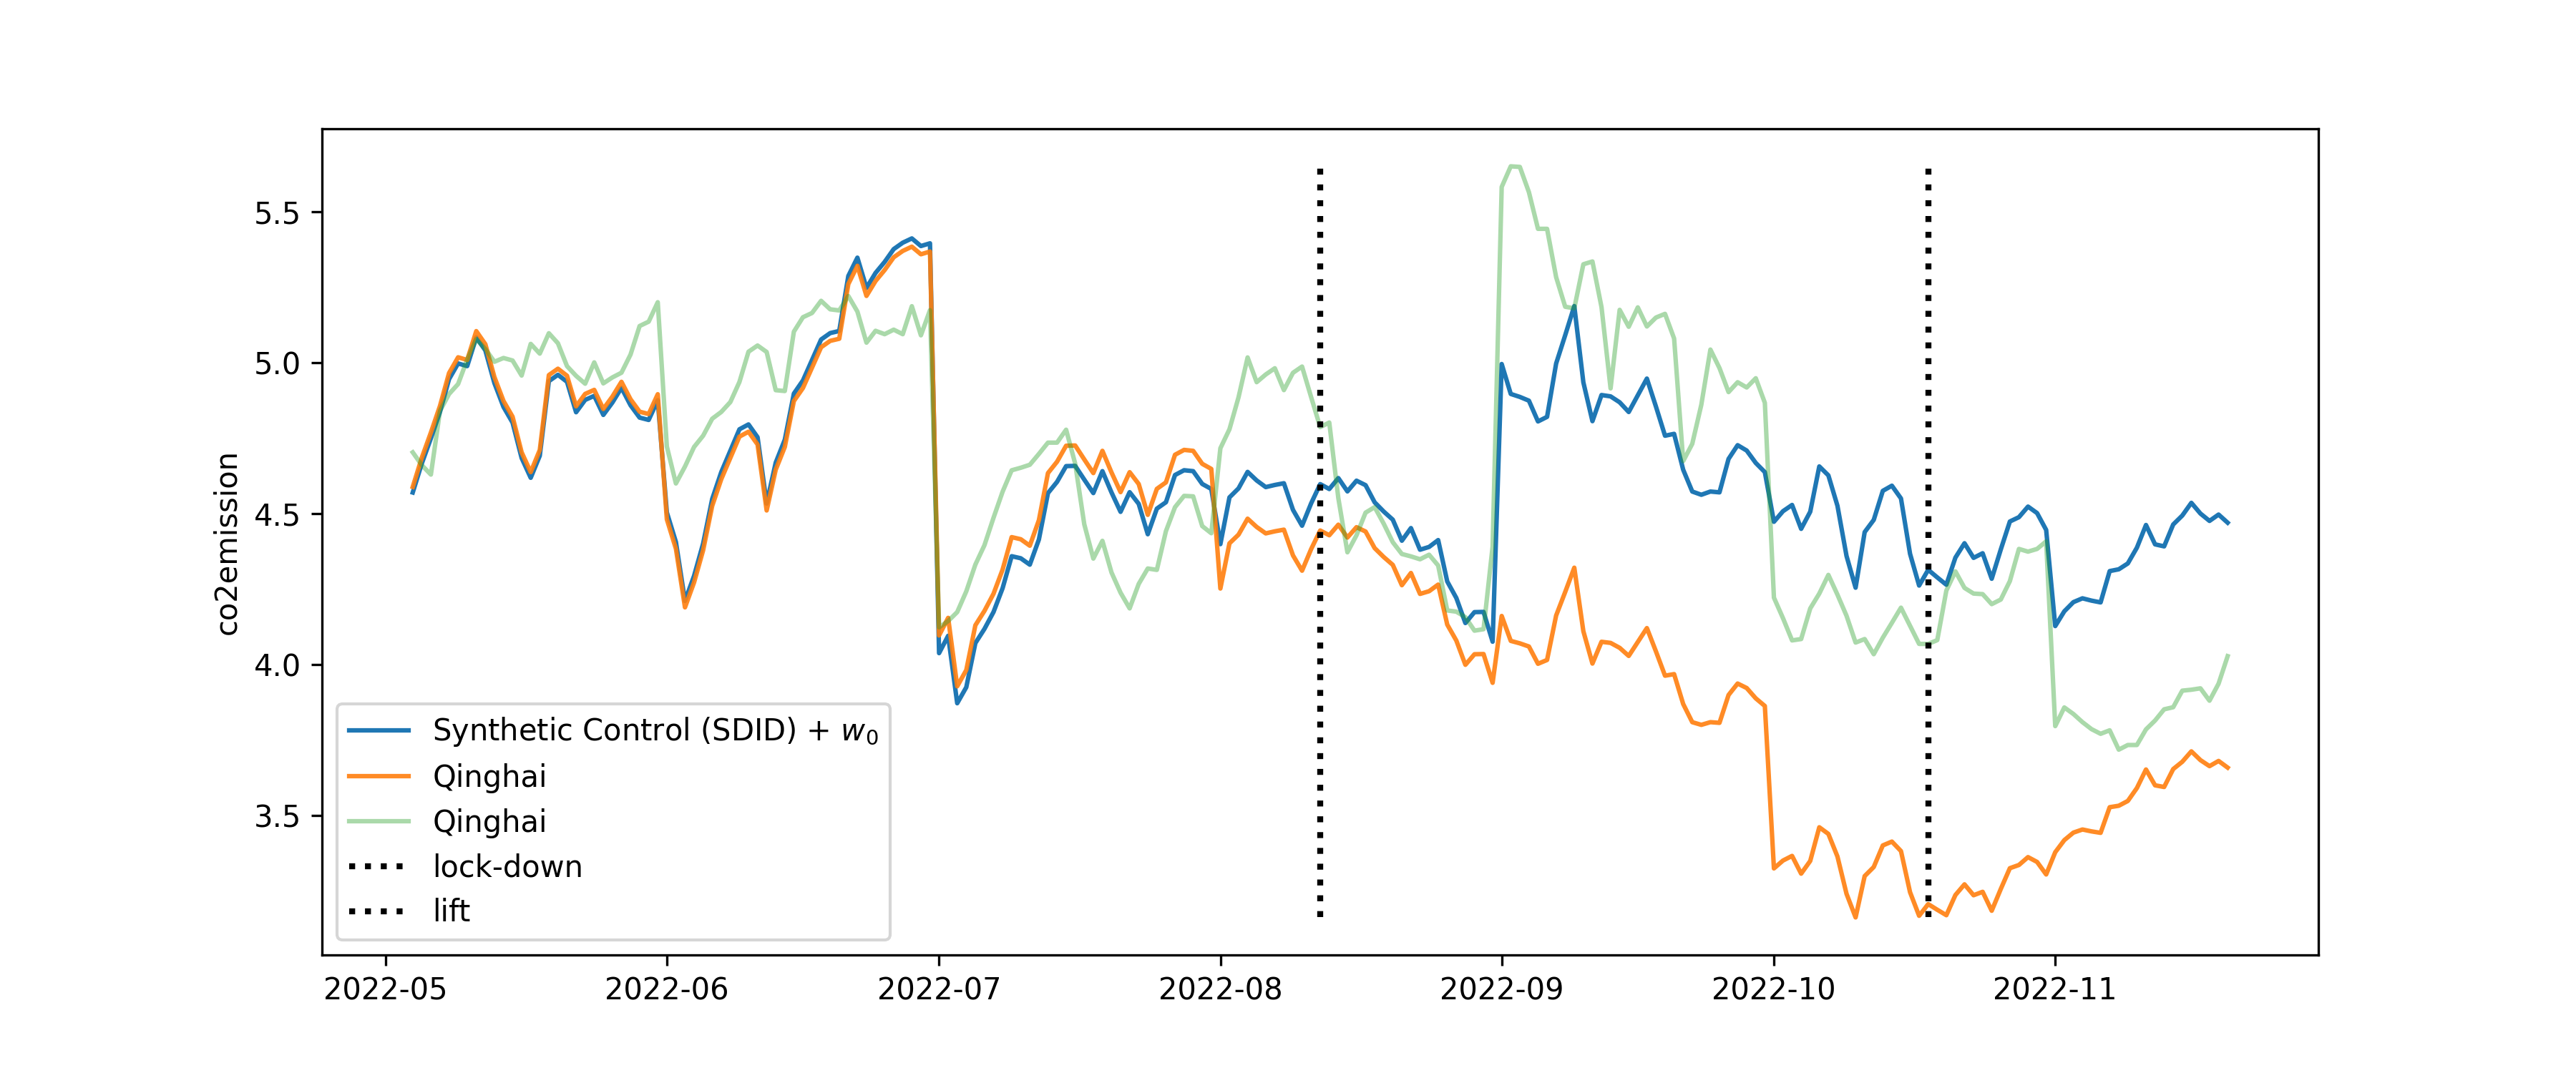 co2emission
5.5
5.0
4.5
4.0
3.5
Synthetic Control (SDID) + w₀
Qinghai
Qinghai
lock-down
lift
2022-05 2022-06 2022-07 2022-08 2022-09 2022-10 2022-11